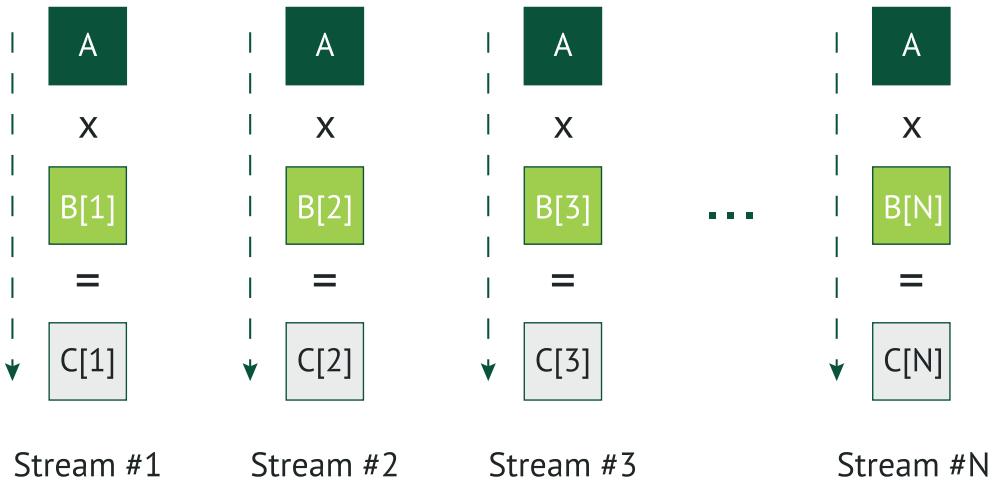 A A A A
x x x x
B[1] B[2] B[3] ... B[N]
= = = =
C[1] C[2] C[3] C[N]
Stream #1 Stream #2 Stream #3 Stream #N